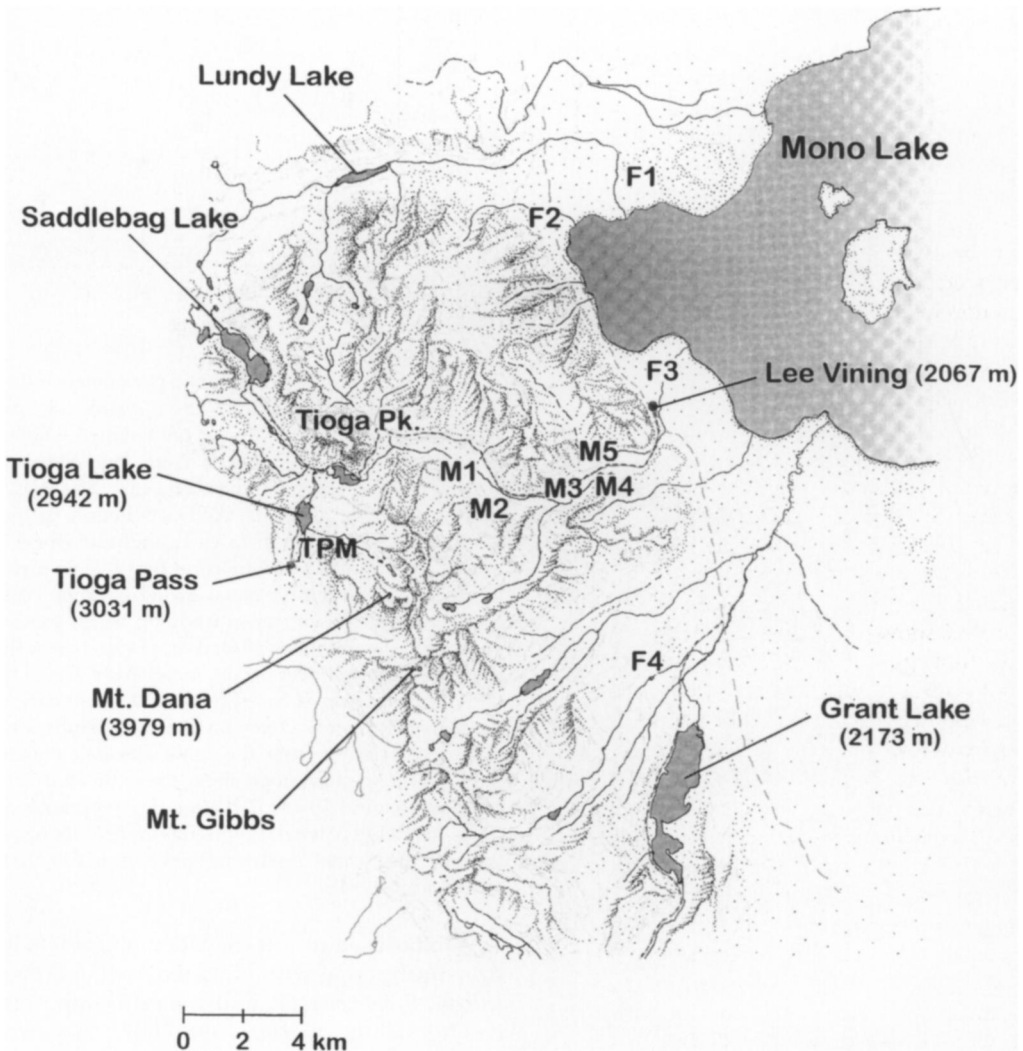 Lundy Lake
Mono Lake
F1
Saddlebag Lake
F2
F3
Lee Vining (2067 m)
Tioga Pk.
M5
Tioga Lake
(2942 m)
M1
M3
M4
M2
TPM
Tioga Pass
(3031 m)
F4
Mt. Dana
(3979 m)
Grant Lake
(2173 m)
Mt. Gibbs
0 2 4 km